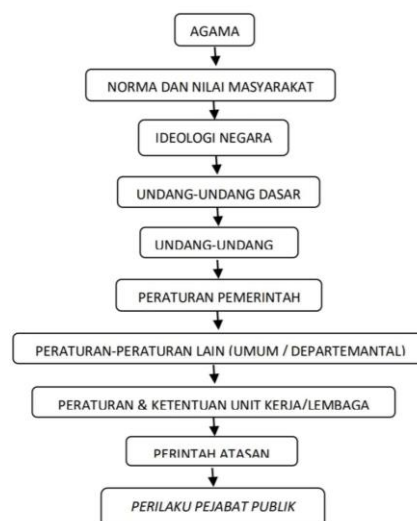 AGAMA
NORMA DAN NILAI MASYARAKAT
IDEOLOGI NEGARA
UNDANG-UNDANG DASAR
UNDANG-UNDANG
PERATURAN PEMERINTAH
PERATURAN-PERATURAN LAIN (UMUM / DEPARTEMANTAL)
PERATURAN & KETENTUAN UNIT KERJA/LEMBAGA
PERINTAH ATASAN
PERILAKU PEJABAT PUBLIK